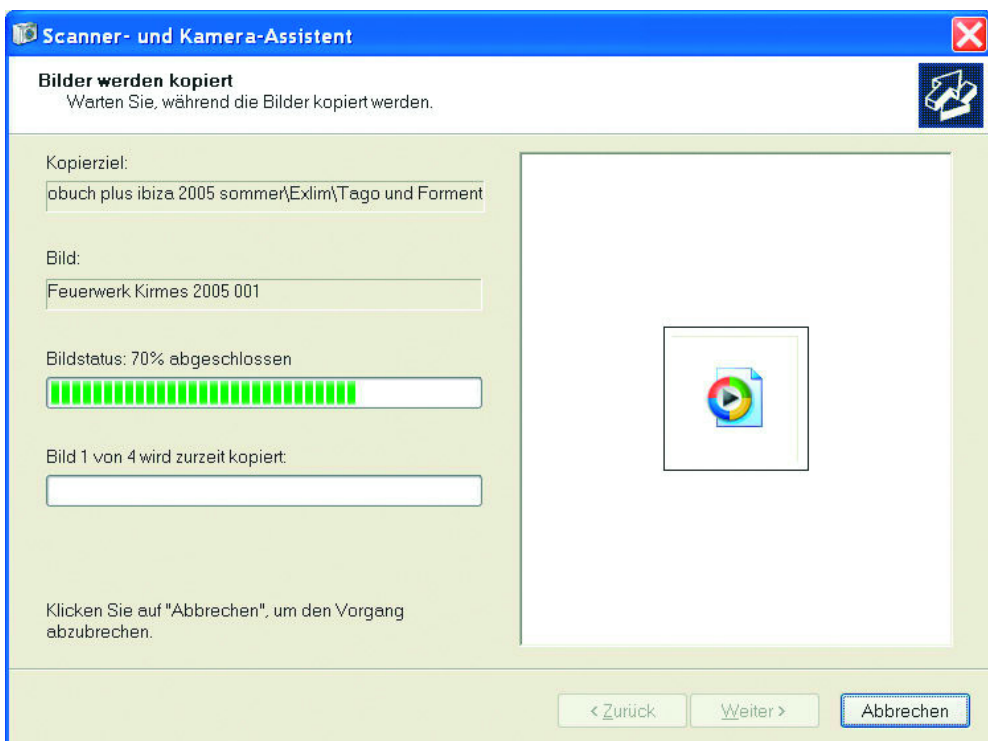 Scanner- und Kamera-Assistent
Bilder werden kopiert
Warten Sie, während die Bilder kopiert werden.
Kopierziel:
obuch plus ibiza 2005 sommer\Exlim\Tago und Forment
Bild:
Feuerwerk Kirmes 2005 001
Bildstatus: 70% abgeschlossen
Bild 1 von 4 wird zurzeit kopiert:
Klicken Sie auf "Abbrechen", um den Vorgang
abzubrechen.
< Zurück Weiter > Abbrechen